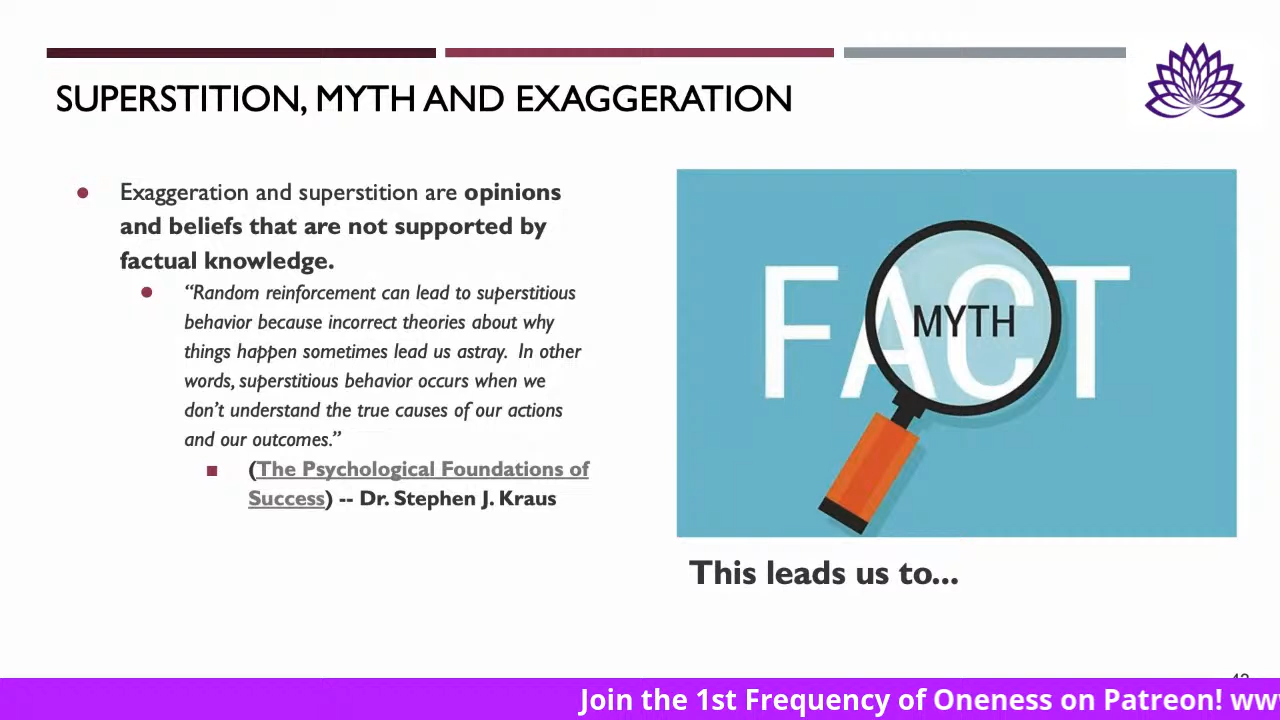 SUPERSTITION, MYTH AND EXAGGERATION
Exaggeration and superstition are opinions
and beliefs that are not supported by
factual knowledge.
“Random reinforcement can lead to superstitious
behavior because incorrect theories about why
things happen sometimes lead us astray.  In other
words, superstitious behavior occurs when we
don’t understand the true causes of our actions
and our outcomes.”
(The Psychological Foundations of
Success) -- Dr. Stephen J. Kraus
FACT
MYTH
This leads us to...
Join the 1st Frequency of Oneness on Patreon!